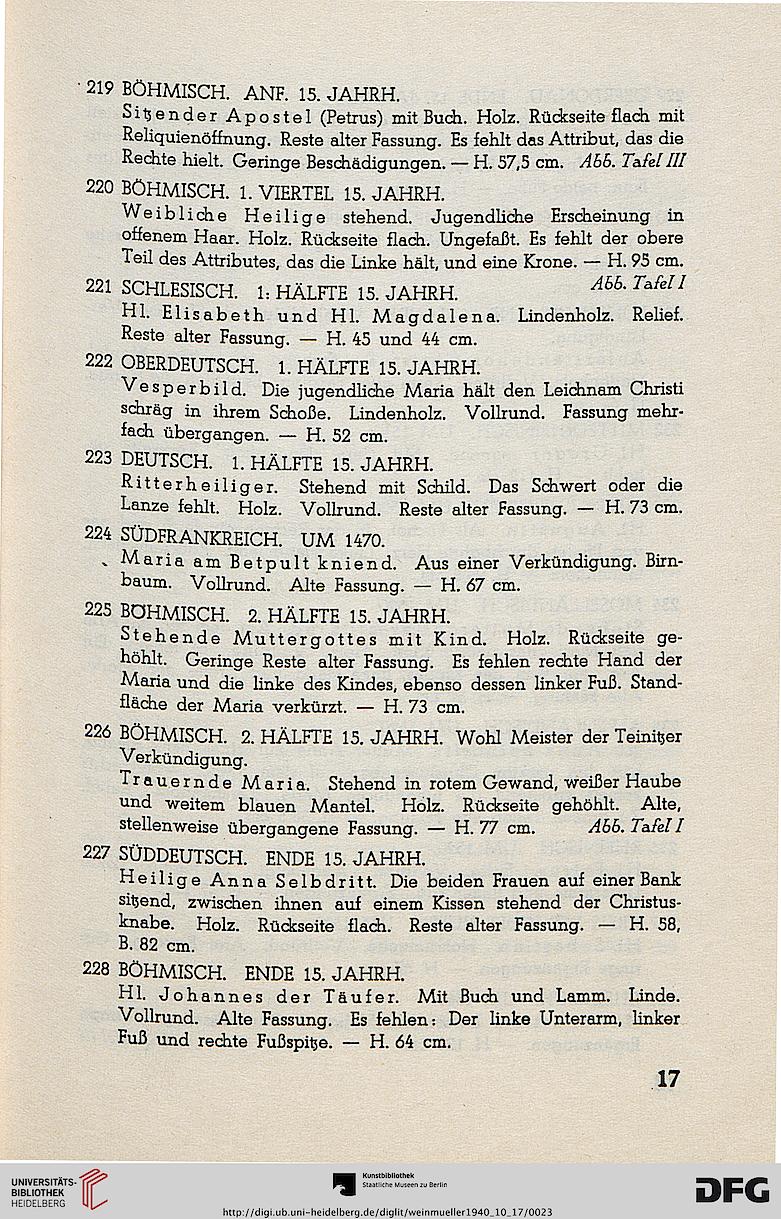 219 BÖHMISCH. ANF. 15. JAHRH.
Sitzender Apostel (Petrus) mit Buch. Holz. Rückseite flach mit
Reliquienöffnung. Reste alter Fassung. Es fehlt das Attribut, das die
Rechte hielt. Geringe Beschädigungen. — H. 57,5 cm. Abb. Tafel III
220 BÖHMISCH. 1. VIERTEL 15. JAHRH.
Weibliche Heilige stehend. Jugendliche Erscheinung in
offenem Haar. Holz. Rückseite flach. Ungefaßt. Es fehlt der obere
Teil des Attributes, das die Linke hält, und eine Krone. — H. 95 cm.
Abb. Tafel I
221 SCHLESISCH. 1: HÄLFTE 15. JAHRH.
Hl. Elisabeth und Hl. Magdalena. Lindenholz. Relief.
Reste alter Fassung. — H. 45 und 44 cm.
222 OBERDEUTSCH. 1. HÄLFTE 15. JAHRH.
Vesperbild. Die jugendliche Maria hält den Leichnam Christi
schräg in ihrem Schoße. Lindenholz. Vollrund. Fassung mehr-
fach übergangen. — H. 52 cm.
223 DEUTSCH. 1. HÄLFTE 15. JAHRH.
Ritterheiliger. Stehend mit Schild. Das Schwert oder die
Lanze fehlt. Holz. Vollrund. Reste alter Fassung. — H. 73 cm.
224 SÜDFRANKREICH. UM 1470.
Maria am Betpult kniend. Aus einer Verkündigung. Birn-
baum. Vollrund. Alte Fassung. — H. 67 cm.
225 BÖHMISCH. 2. HÄLFTE 15. JAHRH.
Stehende Muttergottes mit Kind. Holz. Rückseite ge-
höhlt. Geringe Reste alter Fassung. Es fehlen rechte Hand der
Maria und die linke des Kindes, ebenso dessen linker Fuß. Stand-
fläche der Maria verkürzt. — H. 73 cm.
226 BÖHMISCH. 2. HÄLFTE 15. JAHRH. Wohl Meister der Teinitzer
Verkündigung.
Trauernde Maria. Stehend in rotem Gewand, weißer Haube
und weitem blauen Mantel. Holz. Rückseite gehöhlt. Alte,
stellenweise übergangene Fassung. — H. 77 cm. Abb. Tafel I
227 SÜDDEUTSCH. ENDE 15. JAHRH.
Heilige Anna Selbdritt. Die beiden Frauen auf einer Bank
sitzend, zwischen ihnen auf einem Kissen stehend der Christus-
knabe. Holz. Rückseite flach. Reste alter Fassung. — H. 58,
B. 82 cm.
228 BÖHMISCH. ENDE 15. JAHRH.
Hl. Johannes der Täufer. Mit Buch und Lamm. Linde.
Vollrund. Alte Fassung. Es fehlen: Der linke Unterarm, linker
Fuß und rechte Fußspitze. — H. 64 cm.
17
UNIVERSITÄTS-
BIBLIOTHEK
HEIDELBERG
Kunstbibliothek
Staatliche Museen zu Berlin
DFG
http://digi.ub.uni-heidelberg.de/diglit/weinmueller1940_10_17/0023